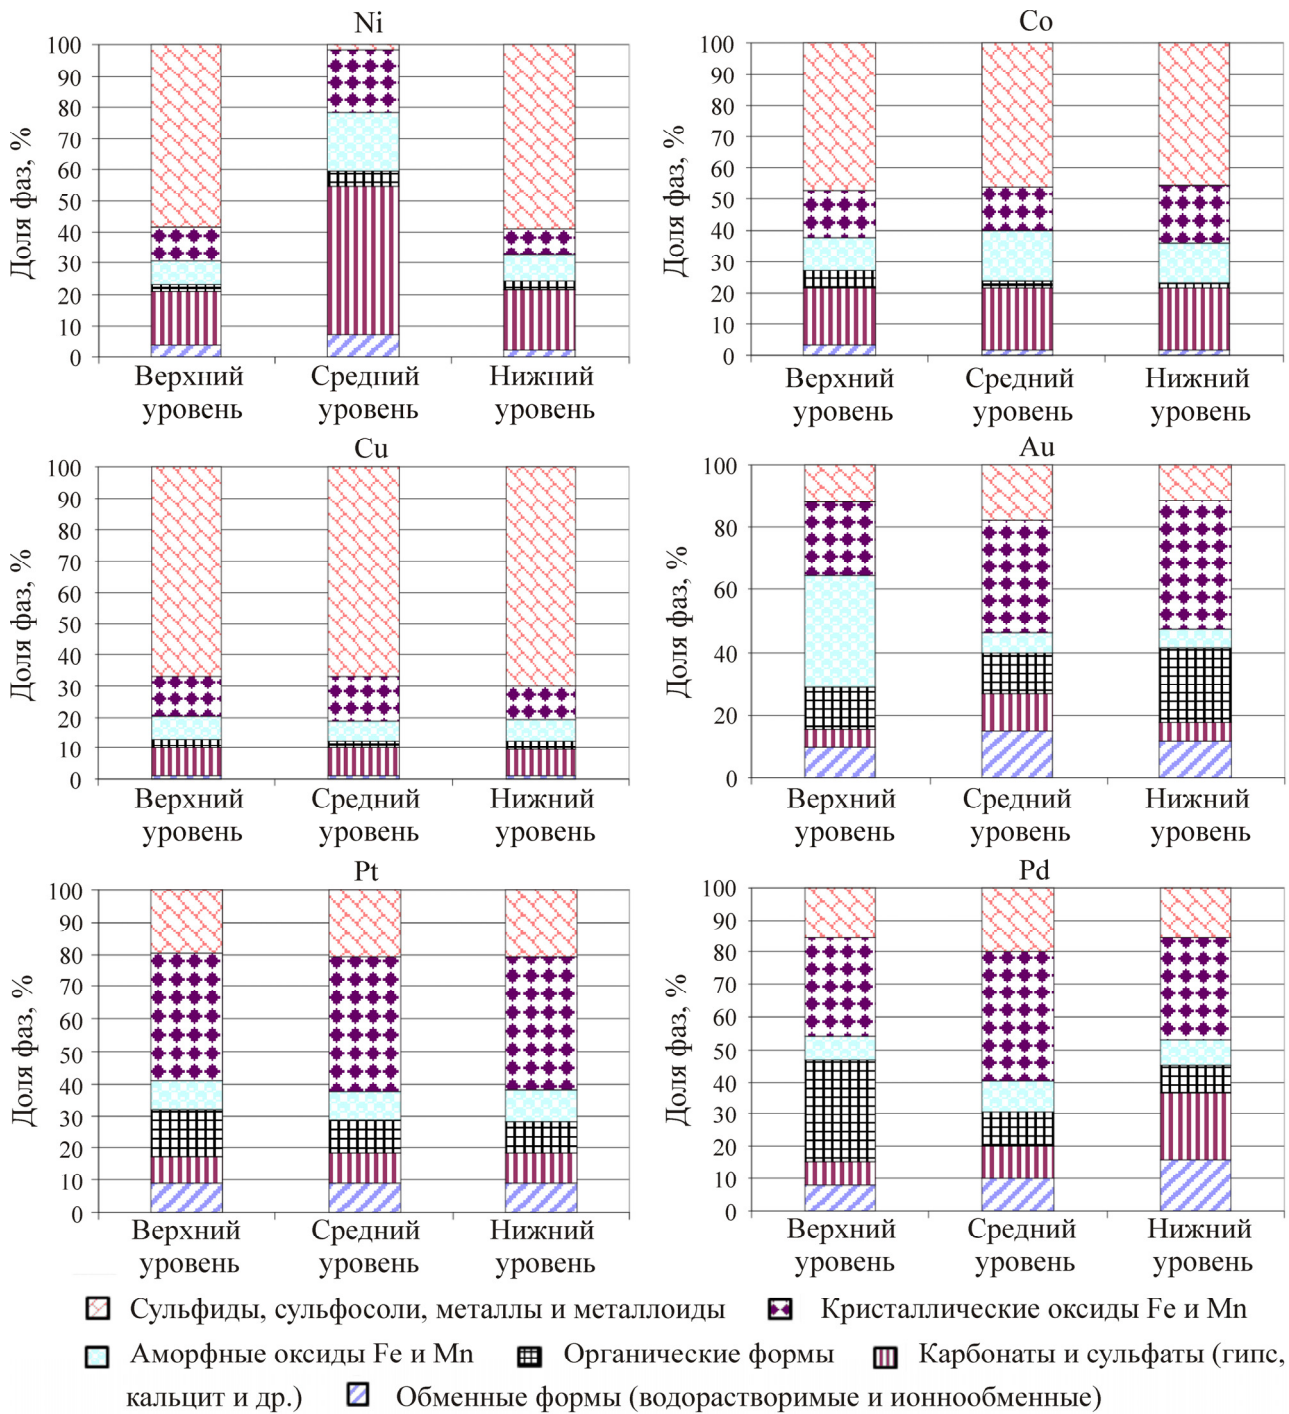 Ni
Доля фаз, %
100
90
80
70
60
50
40
30
20
10
0
Верхний Средний Нижний
уровень уровень уровень
Co
Доля фаз, %
100
90
80
70
60
50
40
30
20
10
0
Верхний Средний Нижний
уровень уровень уровень
Cu
Доля фаз, %
100
90
80
70
60
50
40
30
20
10
0
Верхний Средний Нижний
уровень уровень уровень
Au
Доля фаз, %
100
80
60
40
20
0
Верхний Средний Нижний
уровень уровень уровень
Pt
Доля фаз, %
100
90
80
70
60
50
40
30
20
10
0
Верхний Средний Нижний
уровень уровень уровень
Pd
Доля фаз, %
100
90
80
70
60
50
40
30
20
10
0
Верхний Средний Нижний
уровень уровень уровень
Сульфиды, сульфосоли, металлы и металлоиды Кристаллические оксиды Fe и Mn
Аморфные оксиды Fe и Mn Органические формы Карбонаты и сульфаты (гипс,
кальцит и др.) Обменные формы (водорастворимые и ионнообменные)